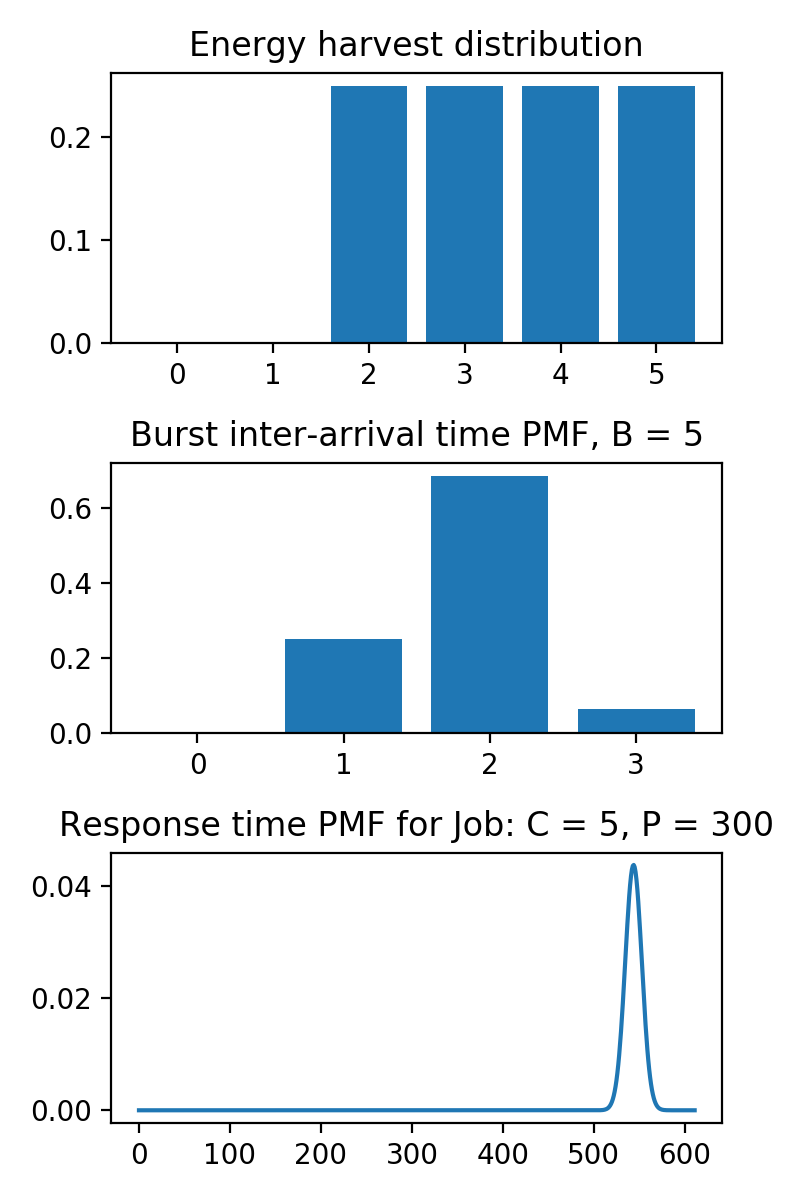 Energy harvest distribution
0.2
0.1
0.0
0 1 2 3 4 5
Burst inter-arrival time PMF, B = 5
0.6
0.4
0.2
0.0
0 1 2 3
Response time PMF for Job: C = 5, P = 300
0.04
0.02
0.00
0 100 200 300 400 500 600